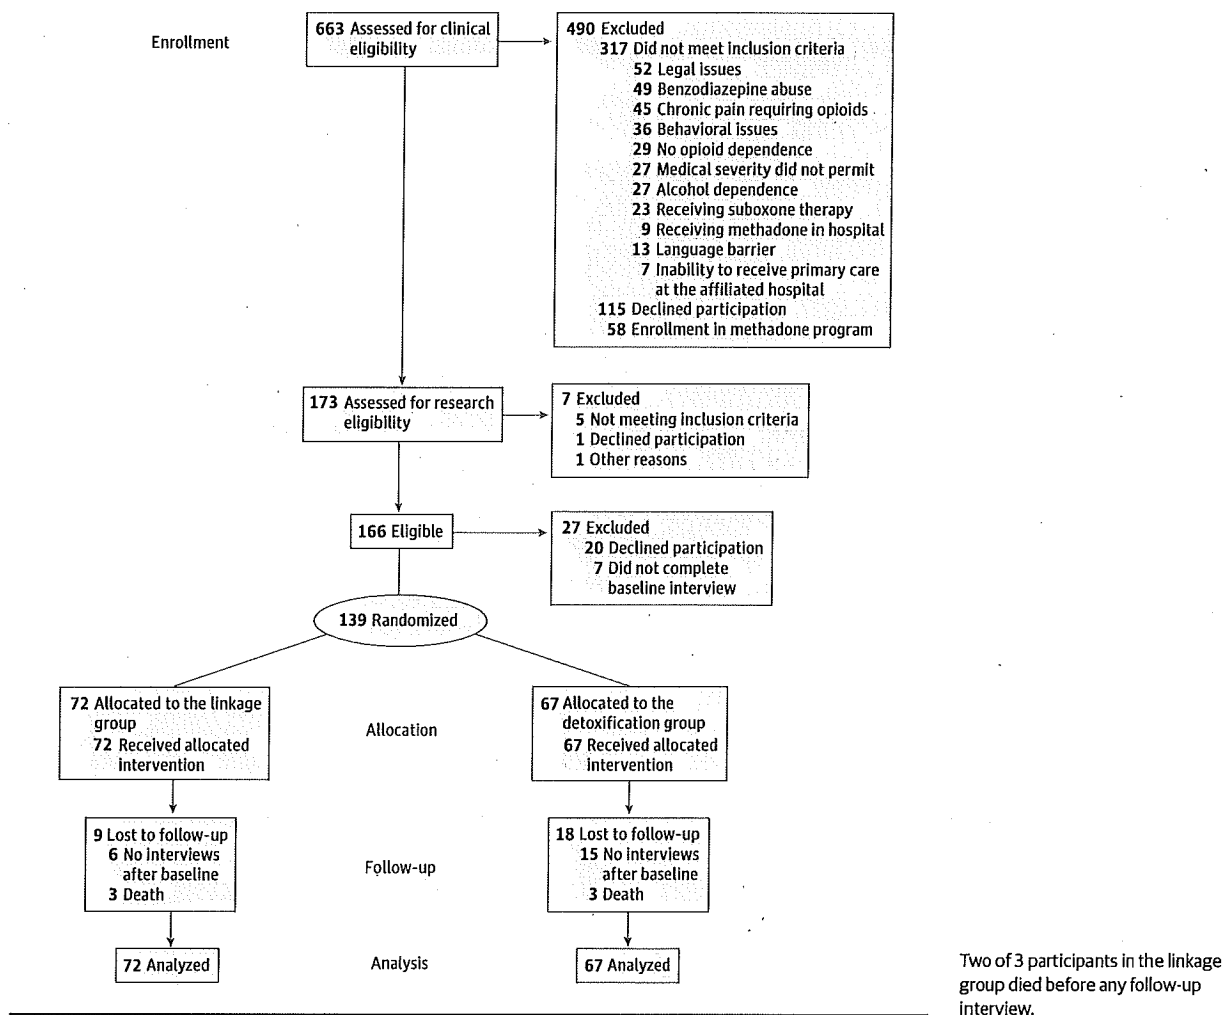 Enrollment
663 Assessed for clinical
eligibility
490 Excluded
317 Did not meet inclusion criteria
52 Legal issues
49 Benzodiazepine abuse
45 Chronic pain requiring opioids
36 Behavioral issues
29 No opioid dependence
27 Medical severity did not permit
27 Alcohol dependence
23 Receiving suboxone therapy
9 Receiving methadone in hospital
13 Language barrier
7 Inability to receive primary care
at the affiliated hospital
115 Declined participation
58 Enrollment in methadone program
173 Assessed for research
eligibility
7 Excluded
5 Not meeting inclusion criteria
1 Declined participation
1 Other reasons
166 Eligible
27 Excluded
20 Declined participation
7 Did not complete
baseline interview
139 Randomized
72 Allocated to the linkage
group
72 Received allocated
intervention
Allocation
67 Allocated to the
detoxification group
67 Received allocated
intervention
9 Lost to follow-up
6 No interviews
after baseline
3 Death
Follow-up
18 Lost to follow-up
15 No interviews
after baseline
3 Death
72 Analyzed
Analysis
67 Analyzed
Two of 3 participants in the linkage
group died before any follow-up
interview.